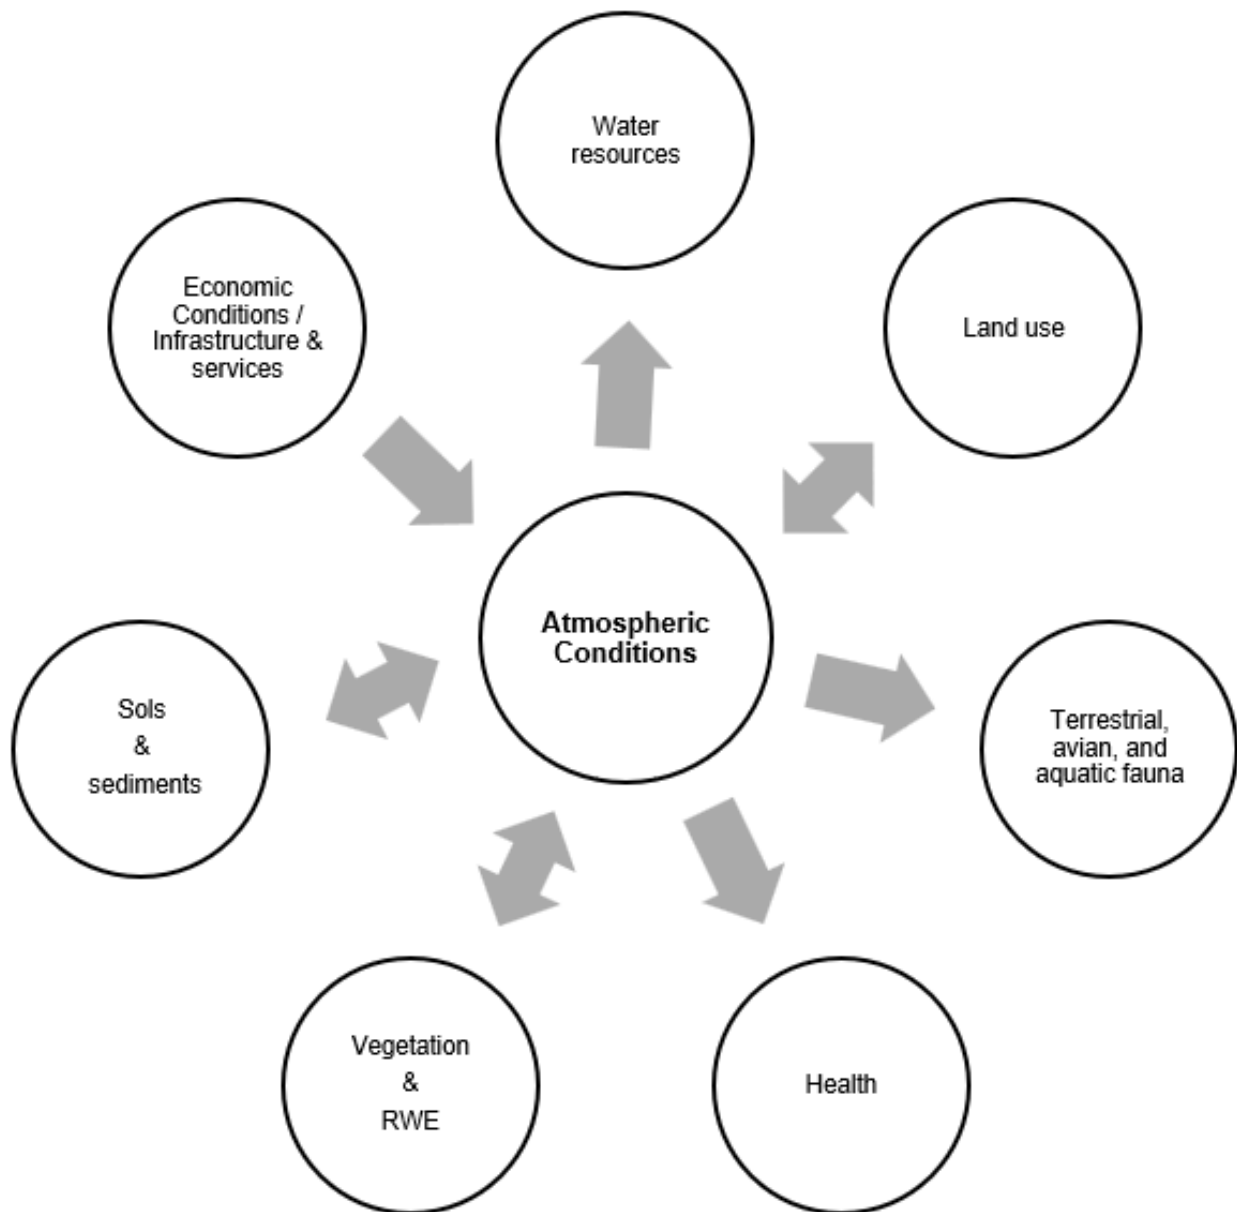 Water
resources
Economic
Conditions /
Infrastructure &
services
Land use
Atmospheric
Conditions
Sols
&
sediments
Terrestrial,
avian, and
aquatic fauna
Vegetation
&
RWE
Health